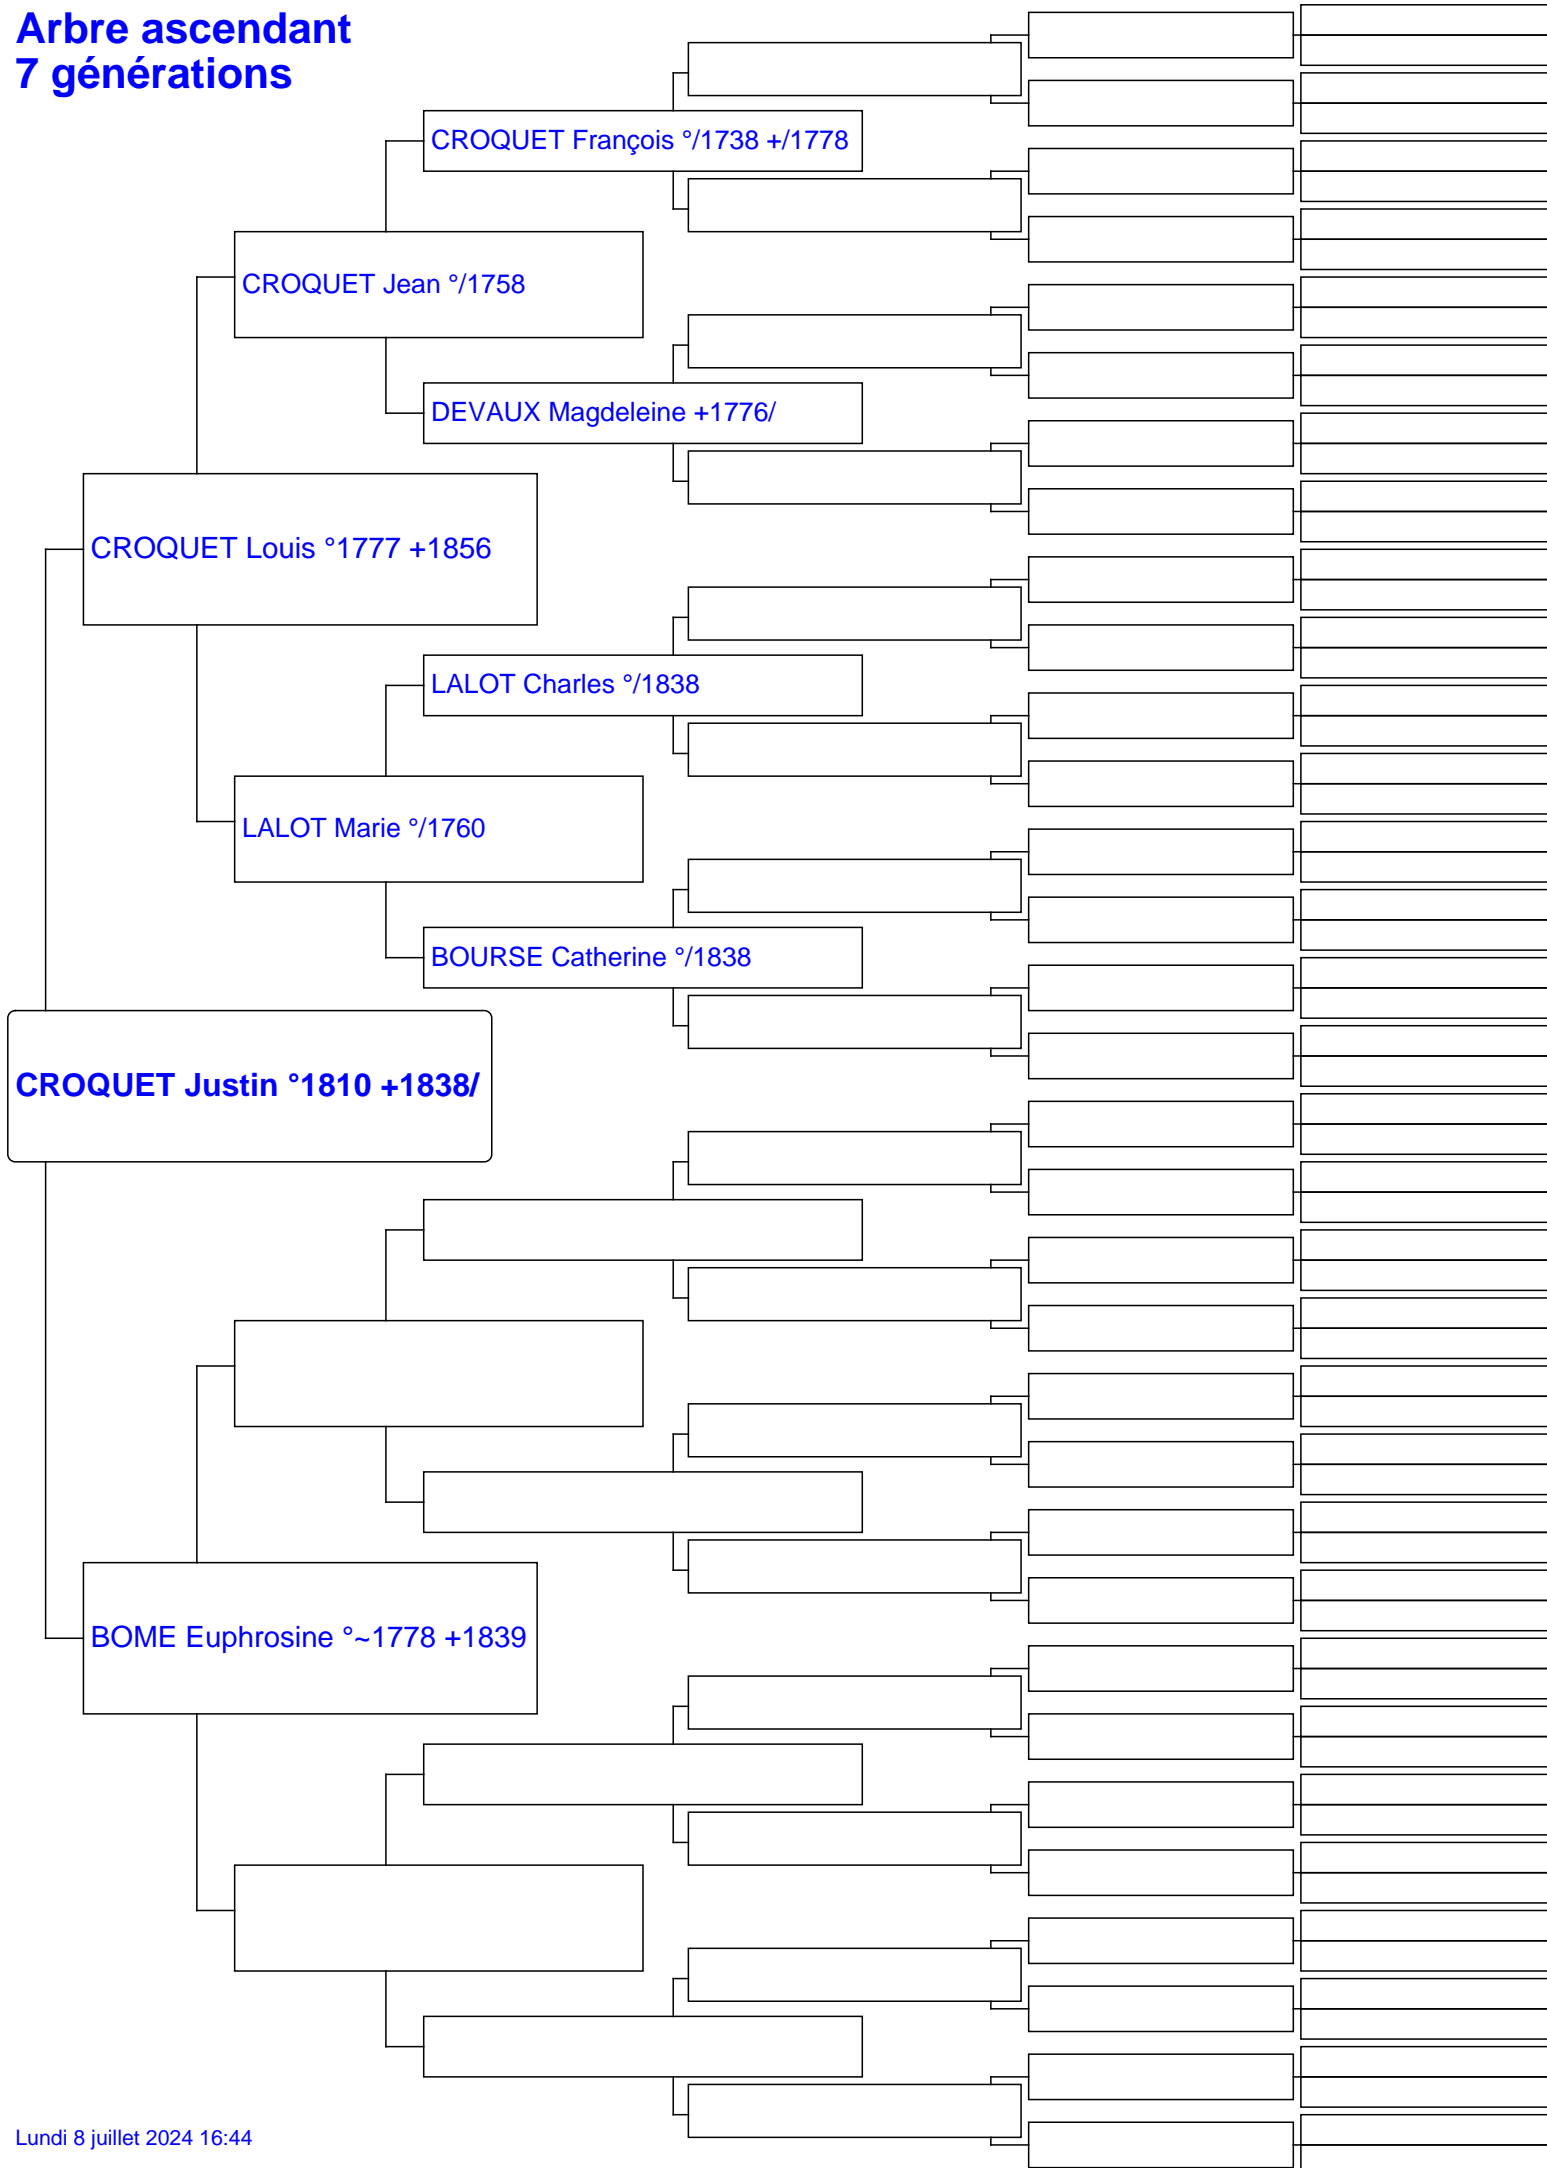 Arbre ascendant
7 générations
CROQUET François °/1738 +/1778
CROQUET Jean °/1758
DEVAUX Magdeleine +1776/
CROQUET Louis °1777 +1856
LALOT Charles °/1838
LALOT Marie °/1760
BOURSE Catherine °/1838
CROQUET Justin °1810 +1838/
BOME Euphrosine °~1778 +1839
Lundi 8 juillet 2024 16:44